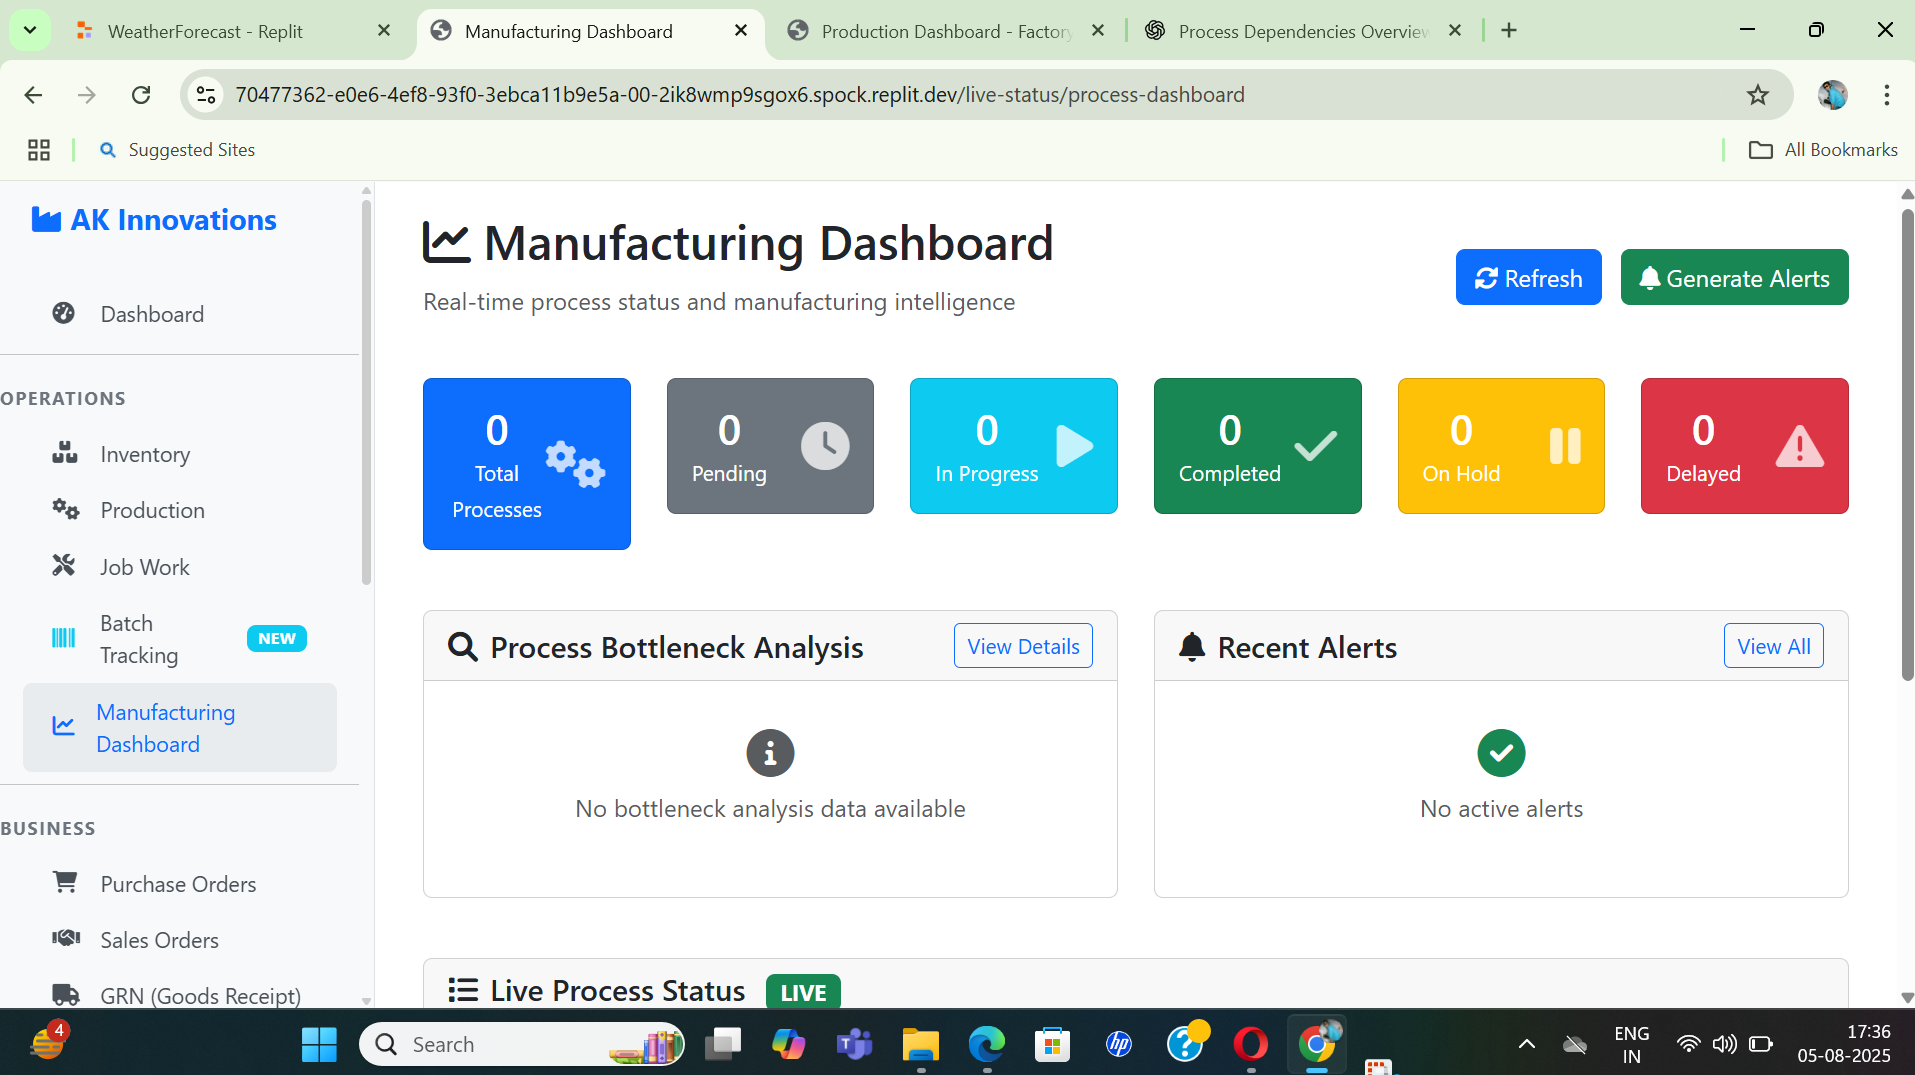 WeatherForecast - Replit
Manufacturing Dashboard
Production Dashboard - Factory
Process Dependencies Overview
70477362-e0e6-4ef8-93f0-3ebca11b9e5a-00-2ik8wmp9sgox6.spock.replit.dev/live-status/process-dashboard
Suggested Sites
All Bookmarks
AK Innovations
Dashboard
OPERATIONS
Inventory
Production
Job Work
Batch
Tracking
NEW
Manufacturing
Dashboard
BUSINESS
Purchase Orders
Sales Orders
GRN (Goods Receipt)
Manufacturing Dashboard
Real-time process status and manufacturing intelligence
Refresh
Generate Alerts
0
Total
Processes
0
Pending
0
In Progress
0
Completed
0
On Hold
0
Delayed
Process Bottleneck Analysis
View Details
No bottleneck analysis data available
Recent Alerts
View All
No active alerts
Live Process Status
LIVE
4
Search
T
hp
?
ENG
IN
17:36
05-08-2025